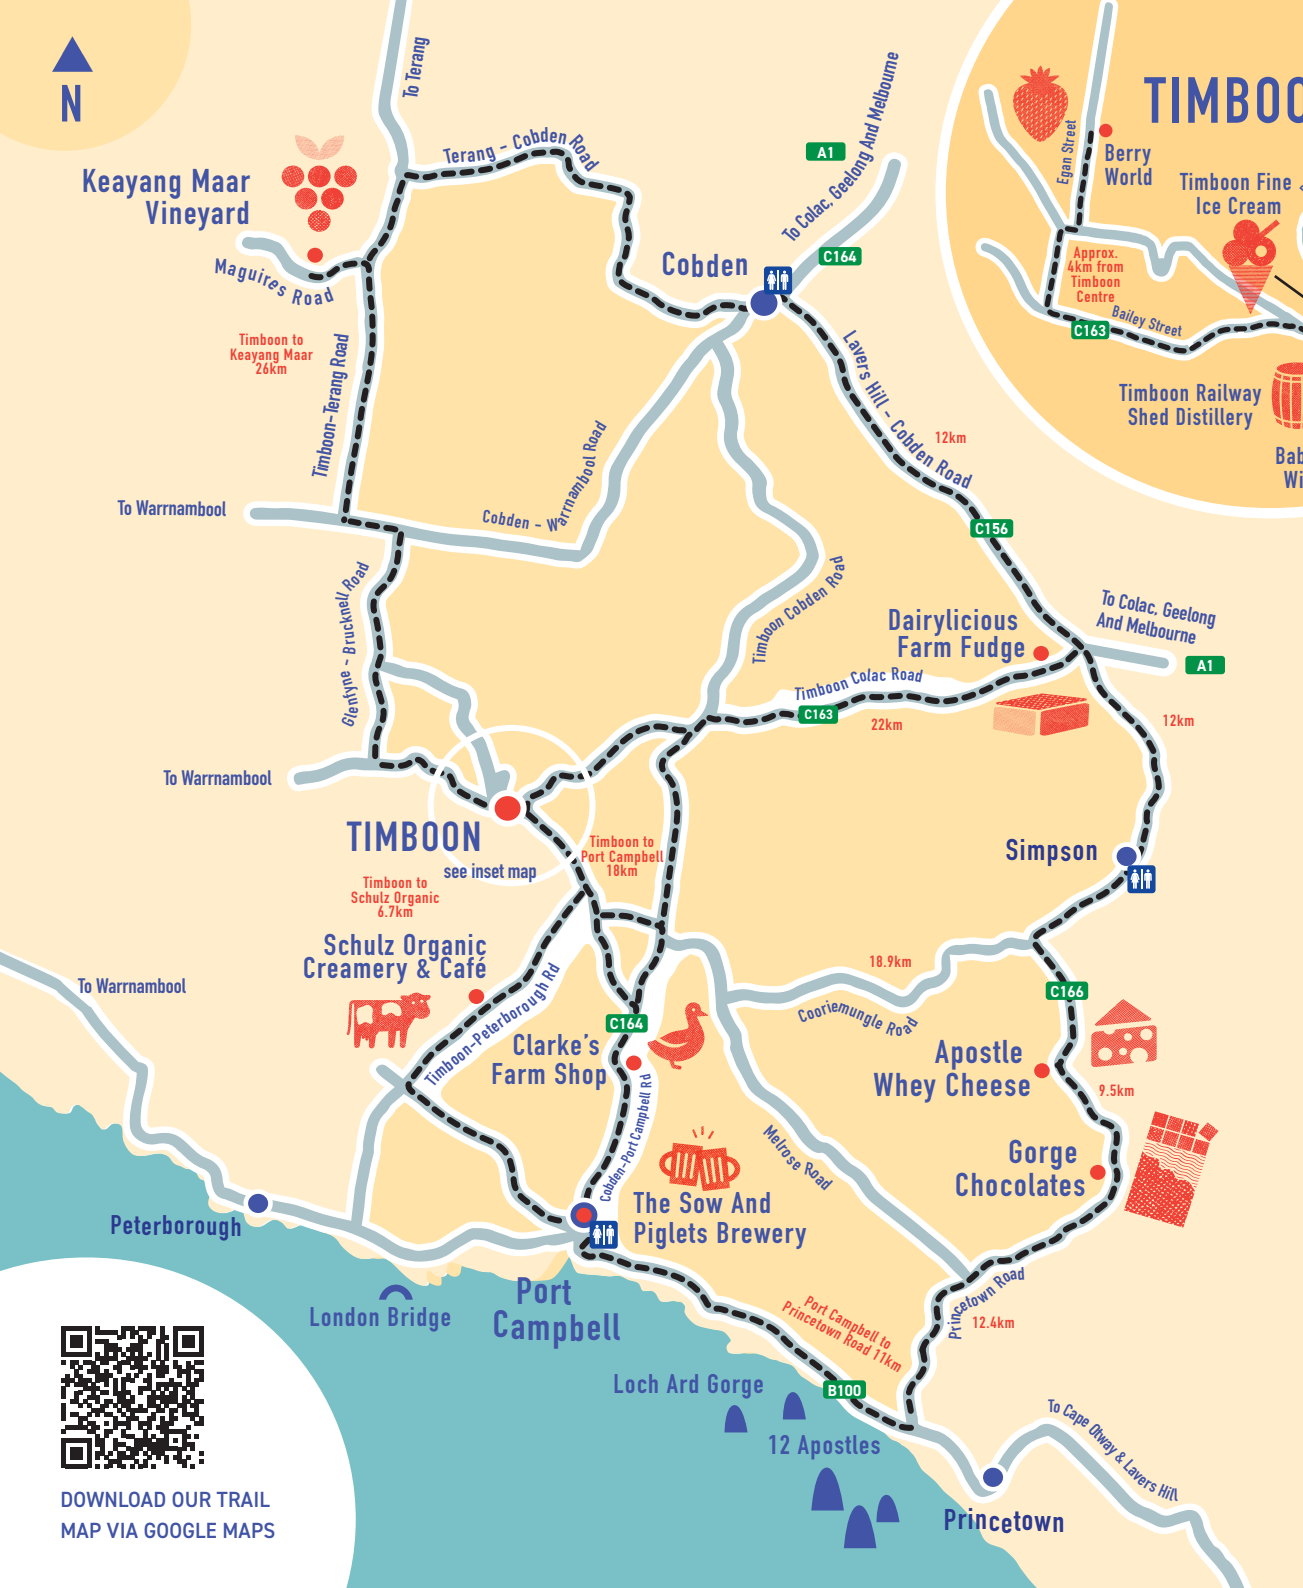 N
To Terang
Terang - Cobden Road
A1
To Colac, Geelong And Melbourne
C164
Keayang Maar
Vineyard
Maguires Road
Cobden
Timboon to
Keayang Maar
26km
Timboon-Terang Road
Lavers Hill - Cobden Road
12km
To Warrnambool
Cobden - Warrnambool Road
C156
Glenfyne - Brucknell Road
Timboon Cobden Road
To Colac, Geelong
And Melbourne
A1
Dairylicious
Farm Fudge
Timboon Colac Road
C163
22km
12km
To Warrnambool
TIMBOON
see inset map
Timboon to
Port Campbell
18km
Simpson
Timboon to
Schulz Organic
6.7km
Schulz Organic
Creamery & Café
18.9km
Cooriemungle Road
C166
To Warrnambool
Timboon-Peterborough Rd
C164
Clarke's
Farm Shop
Cobden-Port Campbell Rd
Apostle
Whey Cheese
9.5km
Melrose Road
Gorge
Chocolates
The Sow And
Piglets Brewery
Peterborough
London Bridge
Port
Campbell
Princetown Road
12.4km
Port Campbell to
Princetown Road 11km
B100
Loch Ard Gorge
12 Apostles
To Cape Otway & Lavers Hill
Princetown
DOWNLOAD OUR TRAIL
MAP VIA GOOGLE MAPS
TIMBOO
Egan Street
Berry
World
Timboon Fine
Ice Cream
Approx.
4km from
Timboon
Centre
C163
Bailey Street
Timboon Railway
Shed Distillery
Bab
Wi